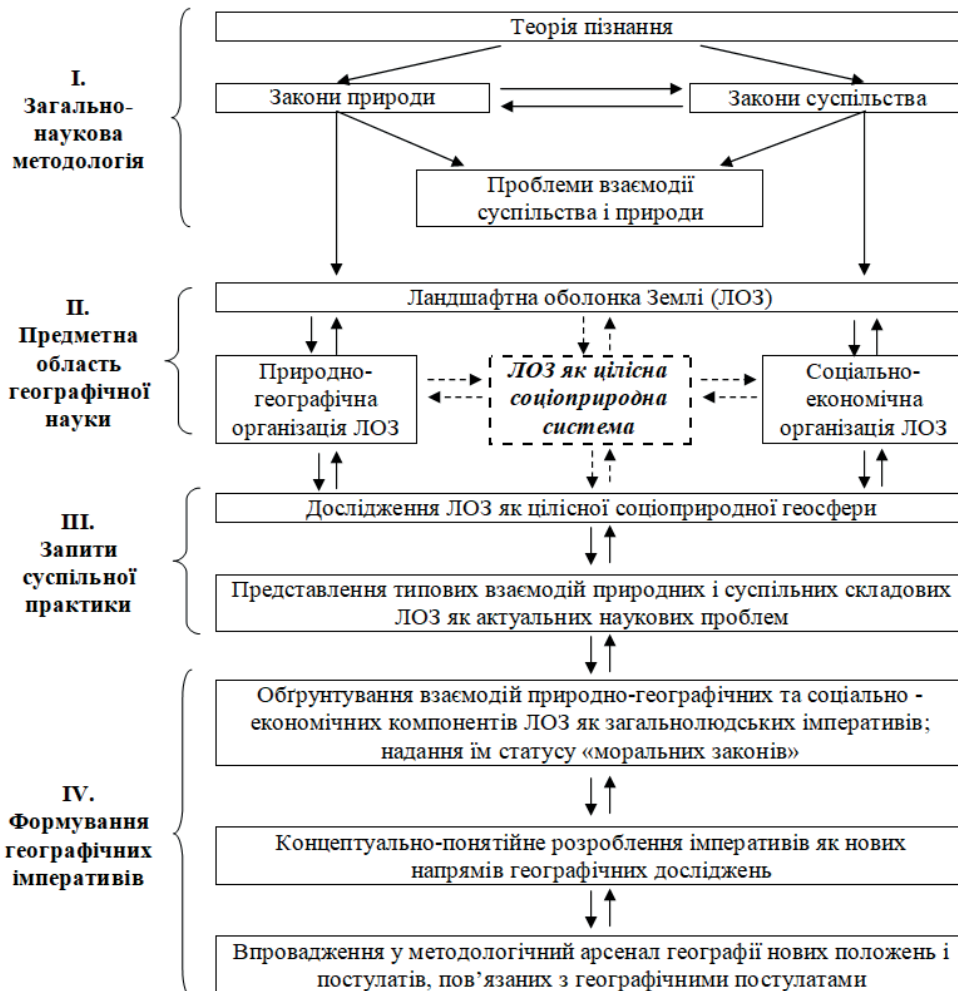 Теорія пізнання
І.
Загально-
наукова
методологія
Закони природи
Закони суспільства
Проблеми взаємодії
суспільства і природи
ІІ.
Предметна
область
географічної
науки
Ландшафтна оболонка Землі (ЛОЗ)
Природно-
географічна
організація ЛОЗ
ЛОЗ як цілісна
соціоприродна
система
Соціально-
економічна
організація ЛОЗ
ІІІ.
Запити
суспільної
практики
Дослідження ЛОЗ як цілісної соціоприродної геосфери
Представлення типових взаємодій природних і суспільних складових
ЛОЗ як актуальних наукових проблем
IV.
Формування
географічних
імперативів
Обґрунтування взаємодій природно-географічних та соціально -
економічних компонентів ЛОЗ як загальнолюдських імперативів;
надання їм статусу «моральних законів»
Концептуально-понятійне розроблення імперативів як нових
напрямів географічних досліджень
Впровадження у методологічний арсенал географії нових положень і
постулатів, пов’язаних з географічними постулатами